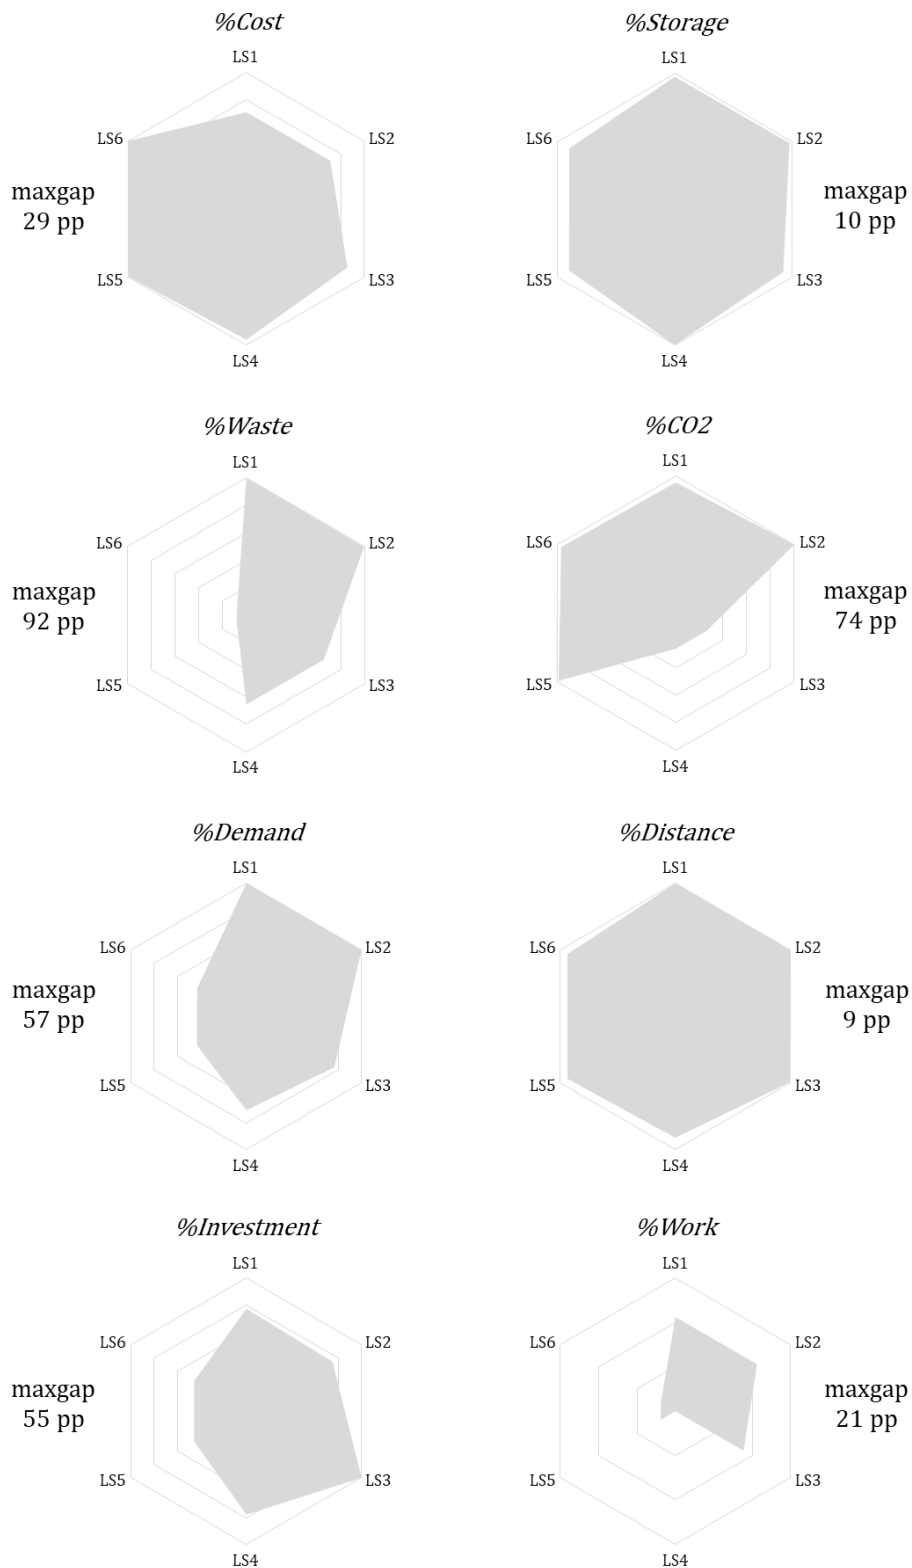 %Cost
LS1
LS6
LS2
maxgap
29 pp
LS5
LS3
LS4
%Storage
LS1
LS6
LS2
maxgap
10 pp
LS5
LS3
LS4
%Waste
LS1
LS6
LS2
maxgap
92 pp
LS5
LS3
LS4
%CO2
LS1
LS6
LS2
maxgap
74 pp
LS5
LS3
LS4
%Demand
LS1
LS6
LS2
maxgap
57 pp
LS5
LS3
LS4
%Distance
LS1
LS6
LS2
maxgap
9 pp
LS5
LS3
LS4
%Investment
LS1
LS6
LS2
maxgap
55 pp
LS5
LS3
LS4
%Work
LS1
LS6
LS2
maxgap
21 pp
LS5
LS3
LS4